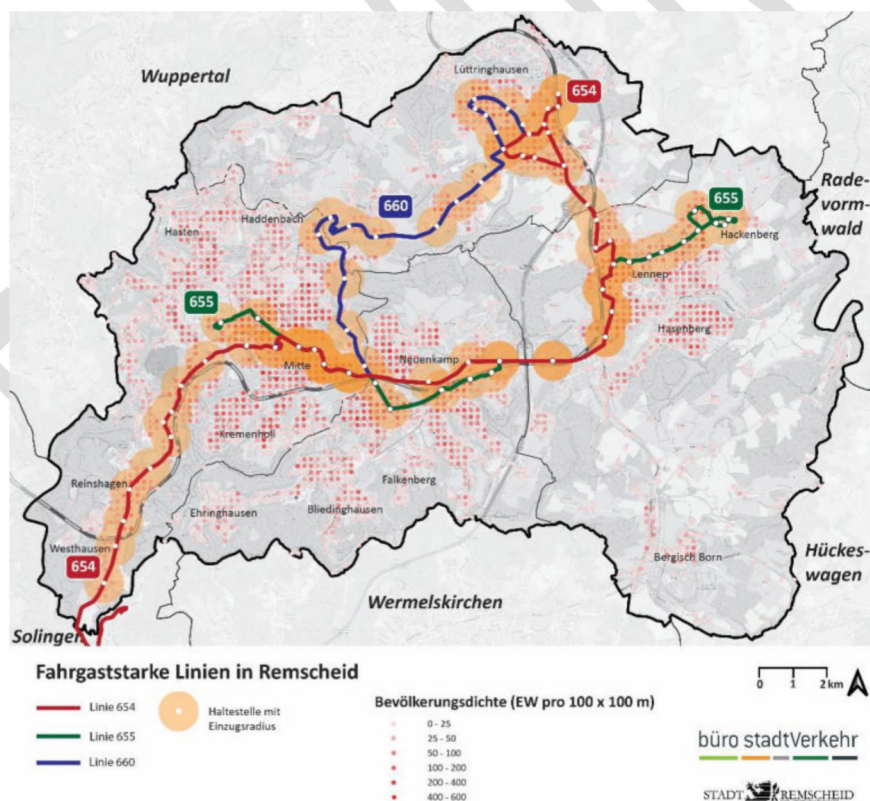 Wuppertal
Lüttringhausen
654
Rade-
vorm-
wald
660
655
Haddenbach
Hasten
Hackenberg
Lennep
655
Hasenberg
Neuenkamp
Mitte
Kremenholl
Reinshagen
Falkenberg
Ehringhausen
Bliedinghausen
Westhausen
654
Bergisch Born
Hückes-
wagen
Wermelskirchen
Solingen
Fahrgaststarke Linien in Remscheid
Linie 654
Linie 655
Linie 660
Haltestelle mit
Einzugsradius
Bevölkerungsdichte (EW pro 100 x 100 m)
0 - 25
25 - 50
50 - 100
100 - 200
200 - 400
400 - 600
0 1 2 km
büro stadtVerkehr
STADT REMSCHEID